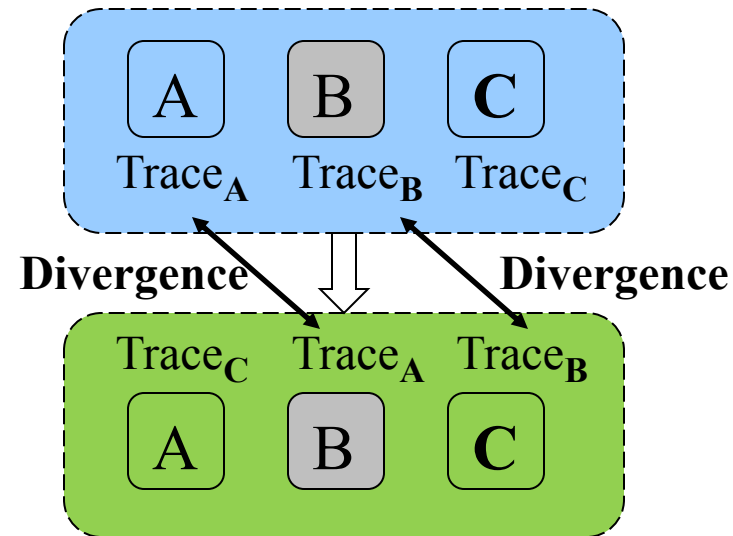 A B C
Trace_A Trace_B Trace_C
Divergence Divergence
Trace_C Trace_A Trace_B
A B C